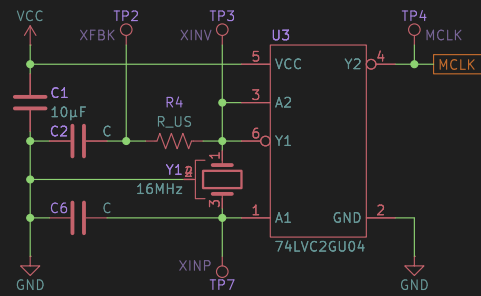 VCC
TP2
XFBK
TP3
XINV
U3
TP4
MCLK
5
VCC
Y2
4
MCLK
C1
10µF
R4
R_US
3
A2
C2
C
6
Y1
1
Y1
2
16MHz
3
C6
C
1
A1
GND
2
74LVC2GU04
XINP
TP7
GND
GND